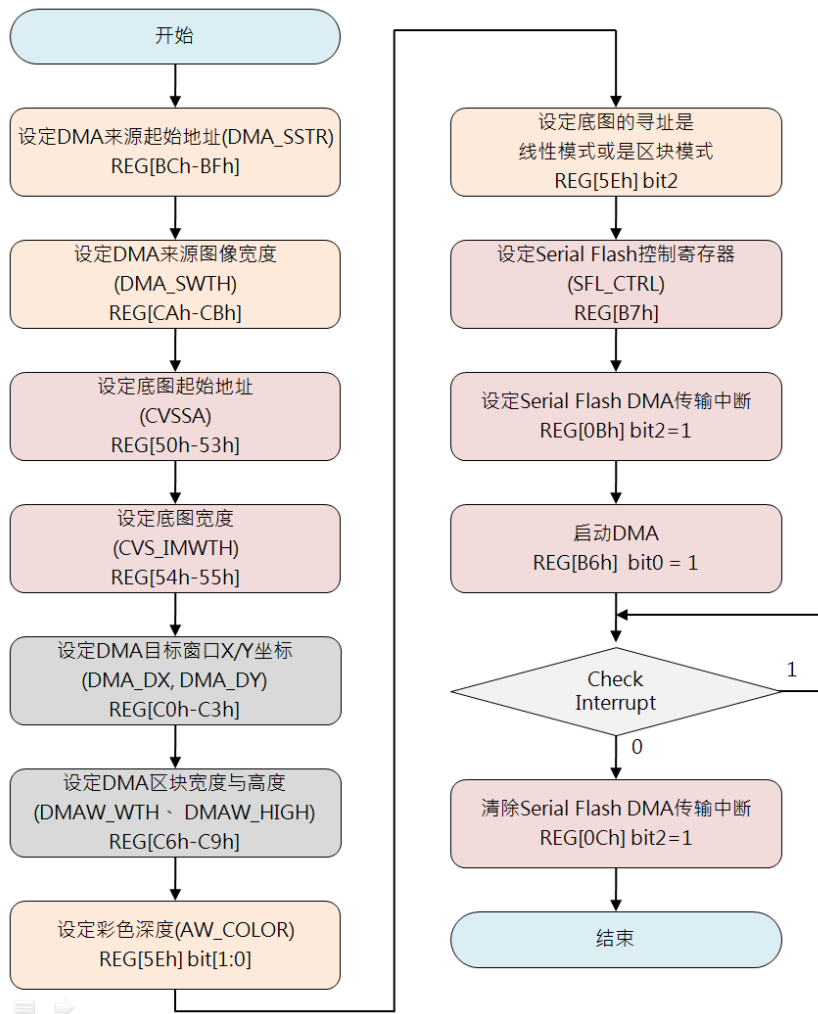 开始
设定DMA来源起始地址(DMA_SSTR)
REG[BCh-BFh]
设定DMA来源图像宽度
(DMA_SWTH)
REG[CAh-CBh]
设定底图起始地址
(CVSSA)
REG[50h-53h]
设定底图宽度
(CVS_IMWTH)
REG[54h-55h]
设定DMA目标窗口X/Y坐标
(DMA_DX, DMA_DY)
REG[C0h-C3h]
设定DMA区块宽度与高度
(DMAW_WTH、 DMAW_HIGH)
REG[C6h-C9h]
设定彩色深度(AW_COLOR)
REG[5Eh] bit[1:0]
设定底图的寻址是
线性模式或是区块模式
REG[5Eh] bit2
设定Serial Flash控制寄存器
(SFL_CTRL)
REG[B7h]
设定Serial Flash DMA传输中断
REG[0Bh] bit2=1
启动DMA
REG[B6h]  bit0 = 1
Check
Interrupt
1
0
清除Serial Flash DMA传输中断
REG[0Ch] bit2=1
结束